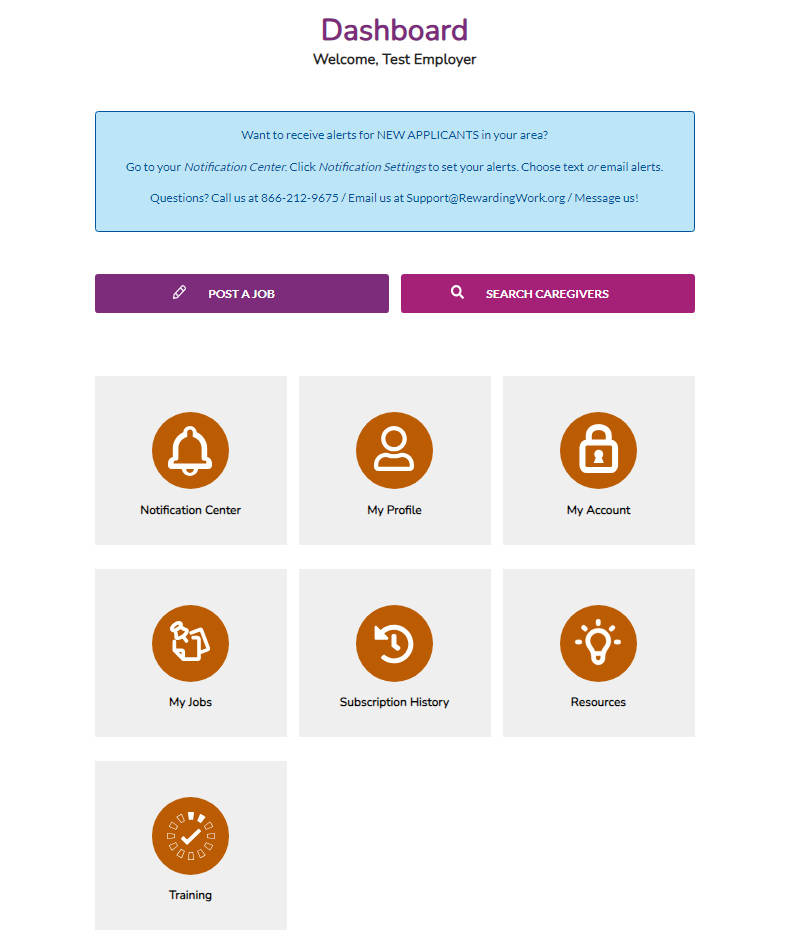 Dashboard
Welcome, Test Employer
Want to receive alerts for NEW APPLICANTS in your area?
Go to your Notification Center. Click Notification Settings to set your alerts. Choose text or email alerts.
Questions? Call us at 866-212-9675 / Email us at Support@RewardingWork.org / Message us!
POST A JOB
SEARCH CAREGIVERS
Notification Center
My Profile
My Account
My Jobs
Subscription History
Resources
Training